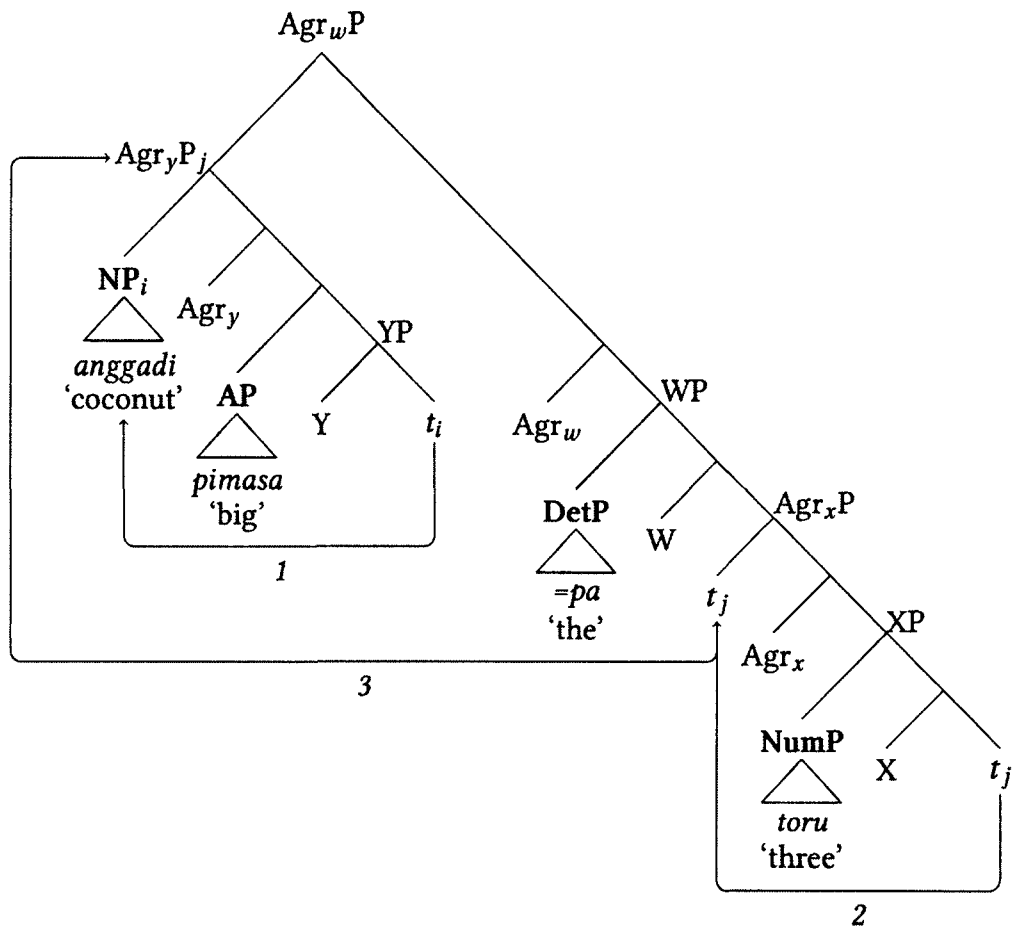 AgrwP
AgryPj
NPi
Agry
anggadi
‘coconut’
YP
AP
Y
ti
pimasa
‘big’
1
Agrw
WP
DetP
W
AgrxP
=pa
‘the’
tj
Agrx
XP
3
NumP
X
tj
toru
‘three’
2